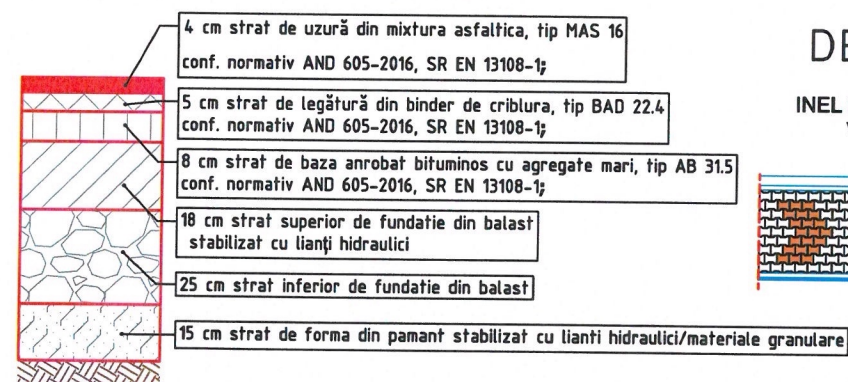 4 cm strat de uzură din mixtura asfaltica, tip MAS 16
conf. normativ AND 605-2016, SR EN 13108-1;
5 cm strat de legătură din binder de criblura, tip BAD 22.4
conf. normativ AND 605-2016, SR EN 13108-1;
8 cm strat de baza anrobat bituminos cu agregate mari, tip AB 31.5
conf. normativ AND 605-2016, SR EN 13108-1;
18 cm strat superior de fundatie din balast
stabilizat cu lianți hidraulici
25 cm strat inferior de fundatie din balast
15 cm strat de forma din pamant stabilizat cu lianti hidraulici/materiale granulare
DE
INEL